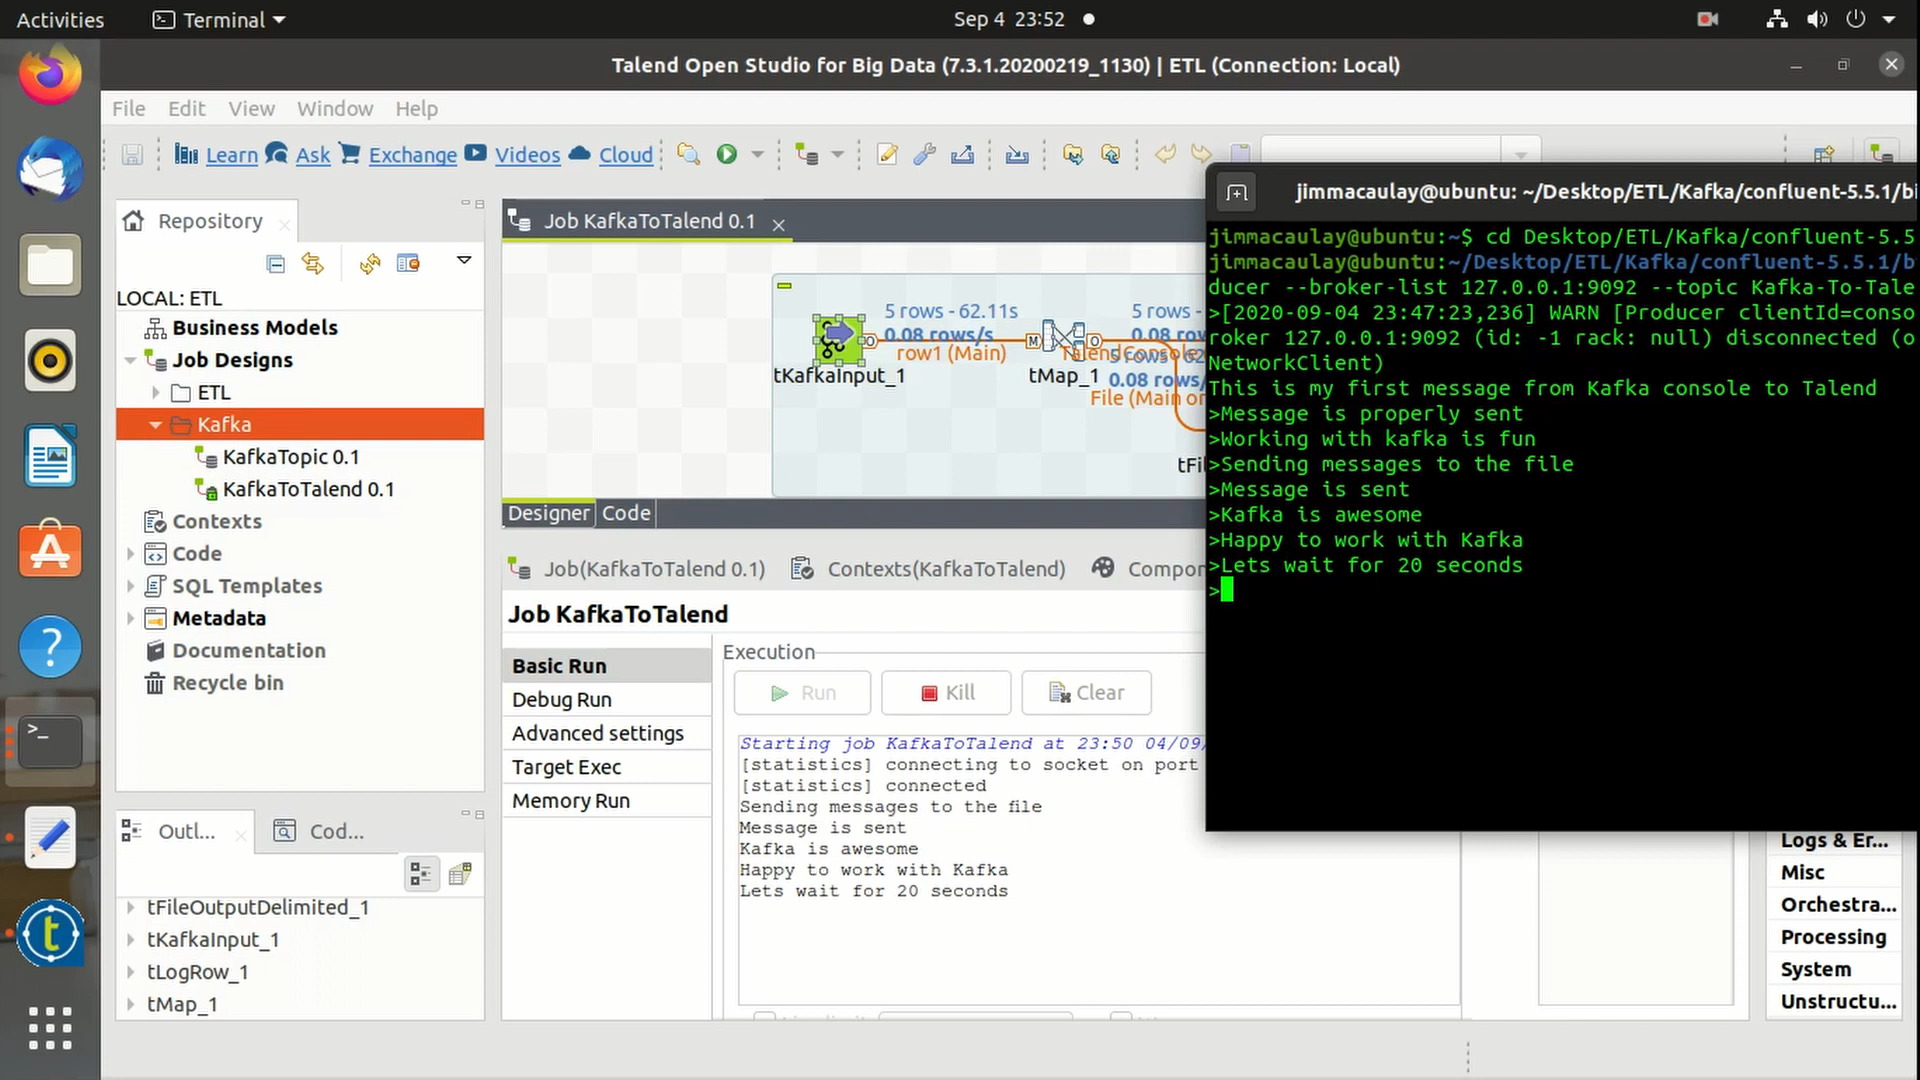 Activities
Terminal
Sep 4 23:52
Talend Open Studio for Big Data (7.3.1.20200219_1130) | ETL (Connection: Local)
File Edit View Window Help
Learn Ask Exchange Videos Cloud
Repository
LOCAL: ETL
Business Models
Job Designs
ETL
Kafka
KafkaTopic 0.1
KafkaToTalend 0.1
Contexts
Code
SQL Templates
Metadata
Documentation
Recycle bin
Outl...
Cod...
tFileOutputDelimited_1
tKafkaInput_1
tLogRow_1
tMap_1
Job KafkaToTalend 0.1
5 rows - 62.11s
0.08 rows/s
row1 (Main)
tKafkaInput_1
tMap_1
5 rows -
0.08 row
0.08 rows/
File (Main or
tFi
Designer Code
Job(KafkaToTalend 0.1)
Contexts(KafkaToTalend)
Compon
Job KafkaToTalend
Basic Run
Debug Run
Advanced settings
Target Exec
Memory Run
Execution
Run
Kill
Clear
Starting job KafkaToTalend at 23:50 04/09/
[statistics] connecting to socket on port
[statistics] connected
Sending messages to the file
Message is sent
Kafka is awesome
Happy to work with Kafka
Lets wait for 20 seconds
jimmacaulay@ubuntu: ~/Desktop/ETL/Kafka/confluent-5.5.1/bi
jimmacaulay@ubuntu:~$ cd Desktop/ETL/Kafka/confluent-5.5
jimmacaulay@ubuntu:~/Desktop/ETL/Kafka/confluent-5.5.1/b
ducer --broker-list 127.0.0.1:9092 --topic Kafka-To-Tale
>[2020-09-04 23:47:23,236] WARN [Producer clientId=conso
roker 127.0.0.1:9092 (id: -1 rack: null) disconnected (o
NetworkClient)
This is my first message from Kafka console to Talend
>Message is properly sent
>Working with kafka is fun
>Sending messages to the file
>Message is sent
>Kafka is awesome
>Happy to work with Kafka
>Lets wait for 20 seconds
>
Logs & Er...
Misc
Orchestra...
Processing
System
Unstructu...